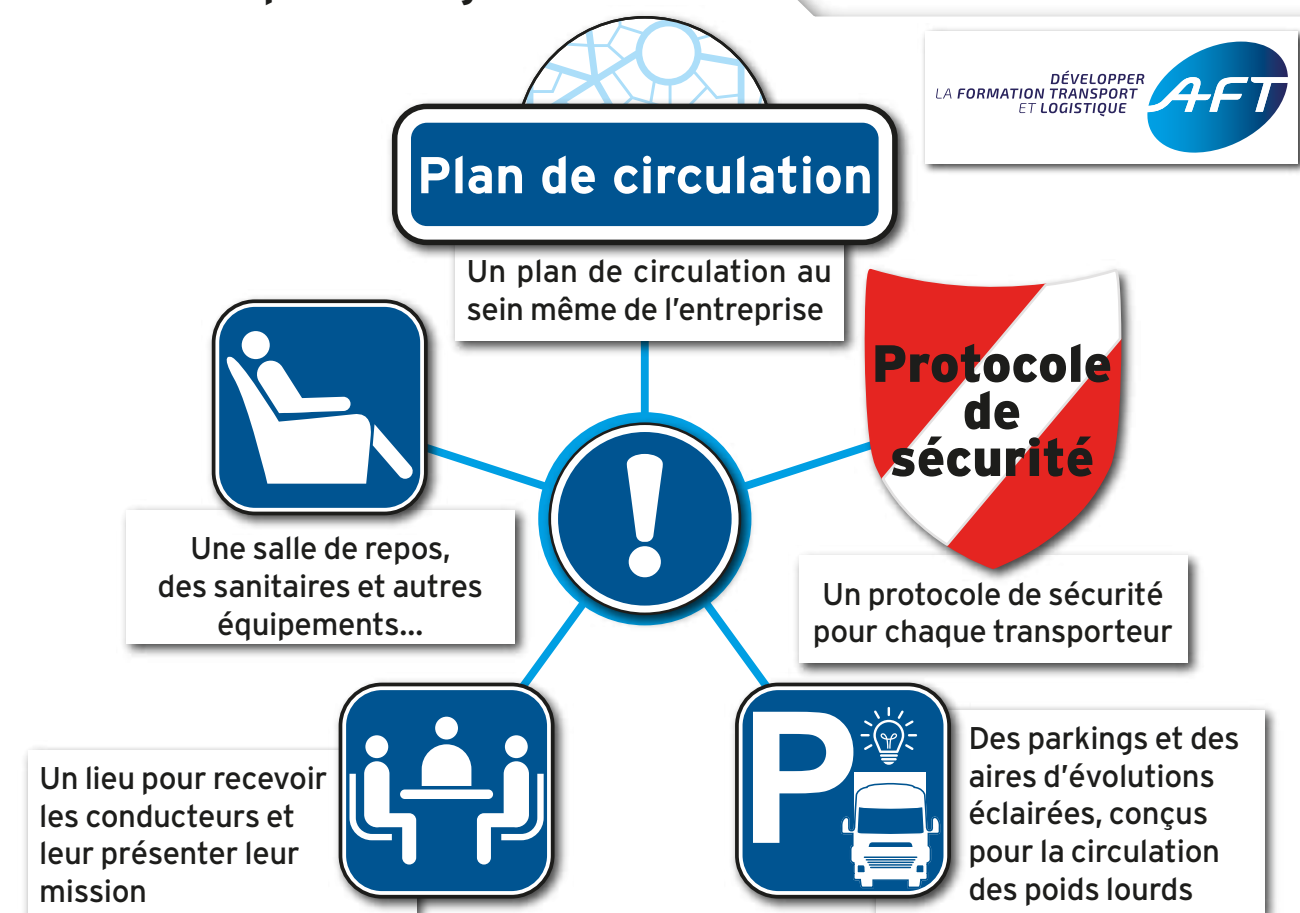 DÉVELOPPER
LA FORMATION TRANSPORT
ET LOGISTIQUE
AFT
Plan de circulation
Un plan de circulation au
sein même de l'entreprise
Protocole
de
sécurité
Une salle de repos,
des sanitaires et autres
équipements...
Un protocole de sécurité
pour chaque transporteur
Un lieu pour recevoir
les conducteurs et
leur présenter leur
mission
P
Des parkings et des
aires d'évolutions
éclairées, conçus
pour la circulation
des poids lourds